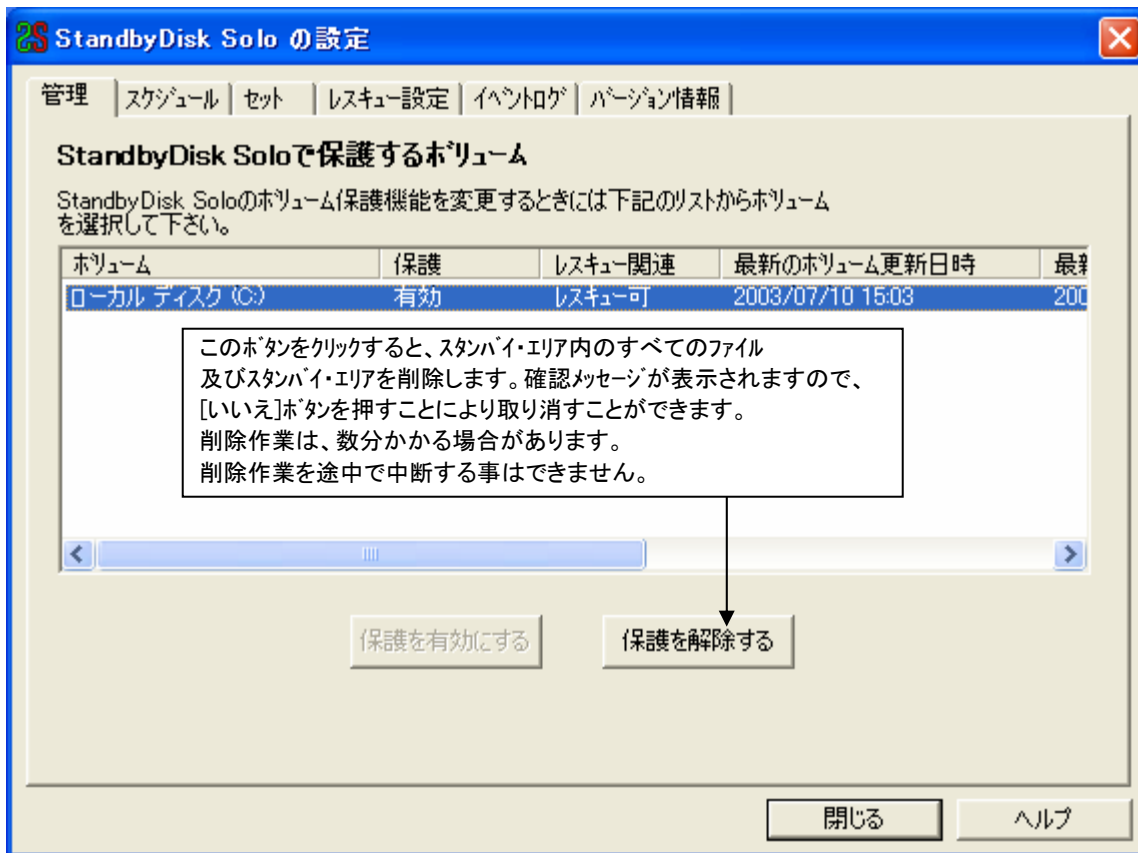 StandbyDisk Solo の設定
管理 スケジュール セット レスキュー設定 イベントログ バージョン情報
StandbyDisk Soloで保護するボリューム
StandbyDisk Soloのボリューム保護機能を変更するときには下記のリストからボリューム
を選択して下さい。
ボリューム 保護 レスキュー関連 最新のボリューム更新日時 最新
ローカル ディスク (C:) 有効 レスキュー可 2003/07/10 15:03 200
このボタンをクリックすると、スタンバイ・エリア内のすべてのファイル
及びスタンバイ・エリアを削除します。確認メッセージが表示されますので、
[いいえ]ボタンを押すことにより取り消すことができます。
削除作業は、数分かかる場合があります。
削除作業を途中で中断する事はできません。
保護を有効にする 保護を解除する
閉じる ヘルプ